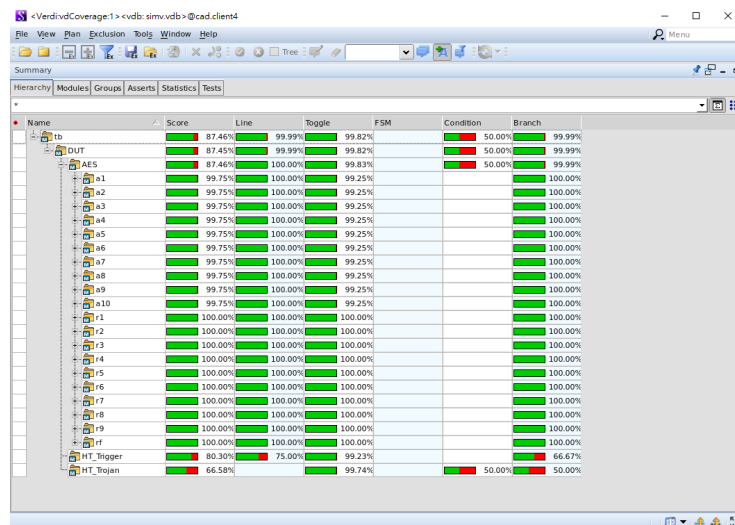 <Verdi:vdCoverage:1> <vdb: simv.vdb>@cad.client4
File View Plan Exclusion Tools Window Help Menu
Tree
Summary
Hierarchy Modules Groups Asserts Statistics Tests
*
Name Score Line Toggle FSM Condition Branch
tb 87.46% 99.99% 99.82% 50.00% 99.99%
DUT 87.45% 99.99% 99.82% 50.00% 99.99%
AES 87.46% 100.00% 99.83% 50.00% 99.99%
a1 99.75% 100.00% 99.25% 100.00%
a2 99.75% 100.00% 99.25% 100.00%
a3 99.75% 100.00% 99.25% 100.00%
a4 99.75% 100.00% 99.25% 100.00%
a5 99.75% 100.00% 99.25% 100.00%
a6 99.75% 100.00% 99.25% 100.00%
a7 99.75% 100.00% 99.25% 100.00%
a8 99.75% 100.00% 99.25% 100.00%
a9 99.75% 100.00% 99.25% 100.00%
a10 99.75% 100.00% 99.25% 100.00%
r1 100.00% 100.00% 100.00% 100.00%
r2 100.00% 100.00% 100.00% 100.00%
r3 100.00% 100.00% 100.00% 100.00%
r4 100.00% 100.00% 100.00% 100.00%
r5 100.00% 100.00% 100.00% 100.00%
r6 100.00% 100.00% 100.00% 100.00%
r7 100.00% 100.00% 100.00% 100.00%
r8 100.00% 100.00% 100.00% 100.00%
r9 100.00% 100.00% 100.00% 100.00%
rf 100.00% 100.00% 100.00% 100.00%
HT_Trigger 80.30% 75.00% 99.23% 66.67%
HT_Trojan 66.58% 99.74% 50.00% 50.00%